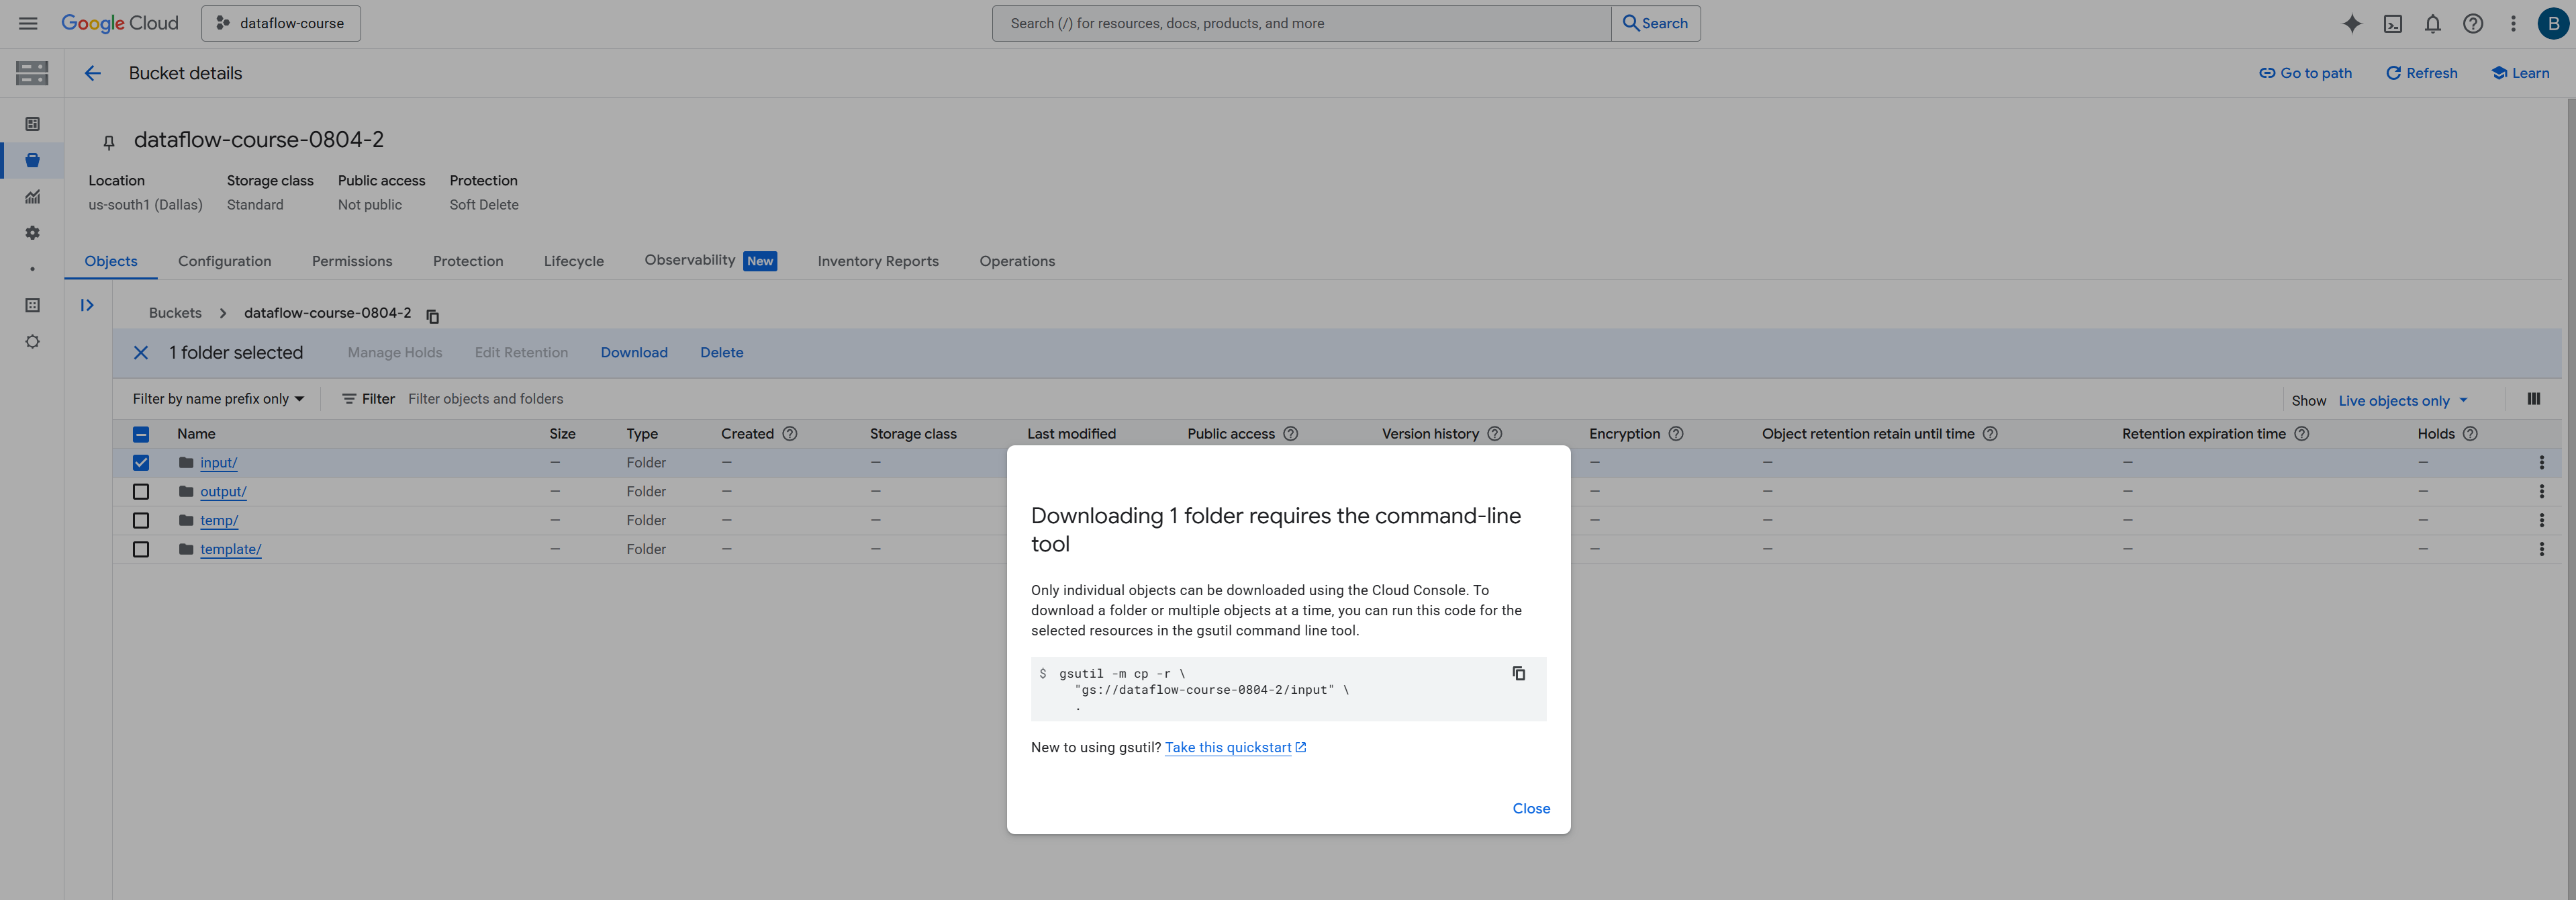 Google Cloud
dataflow-course
Search (/) for resources, docs, products, and more
Search
B
Bucket details
Go to path
Refresh
Learn
dataflow-course-0804-2
Location Storage class Public access Protection
us-south1 (Dallas) Standard Not public Soft Delete
Objects Configuration Permissions Protection Lifecycle Observability New Inventory Reports Operations
Buckets > dataflow-course-0804-2
1 folder selected Manage Holds Edit Retention Download Delete
Filter by name prefix only Filter Filter objects and folders Show Live objects only
Name Size Type Created Storage class Last modified Public access Version history Encryption Object retention retain until time Retention expiration time Holds
input/ — Folder — — — — — —
output/ — Folder — — — — — —
temp/ — Folder — — — — — —
template/ — Folder — — — — — —
Downloading 1 folder requires the command-line
tool
Only individual objects can be downloaded using the Cloud Console. To
download a folder or multiple objects at a time, you can run this code for the
selected resources in the gsutil command line tool.
$ gsutil -m cp -r \
"gs://dataflow-course-0804-2/input" \
.
New to using gsutil? Take this quickstart
Close